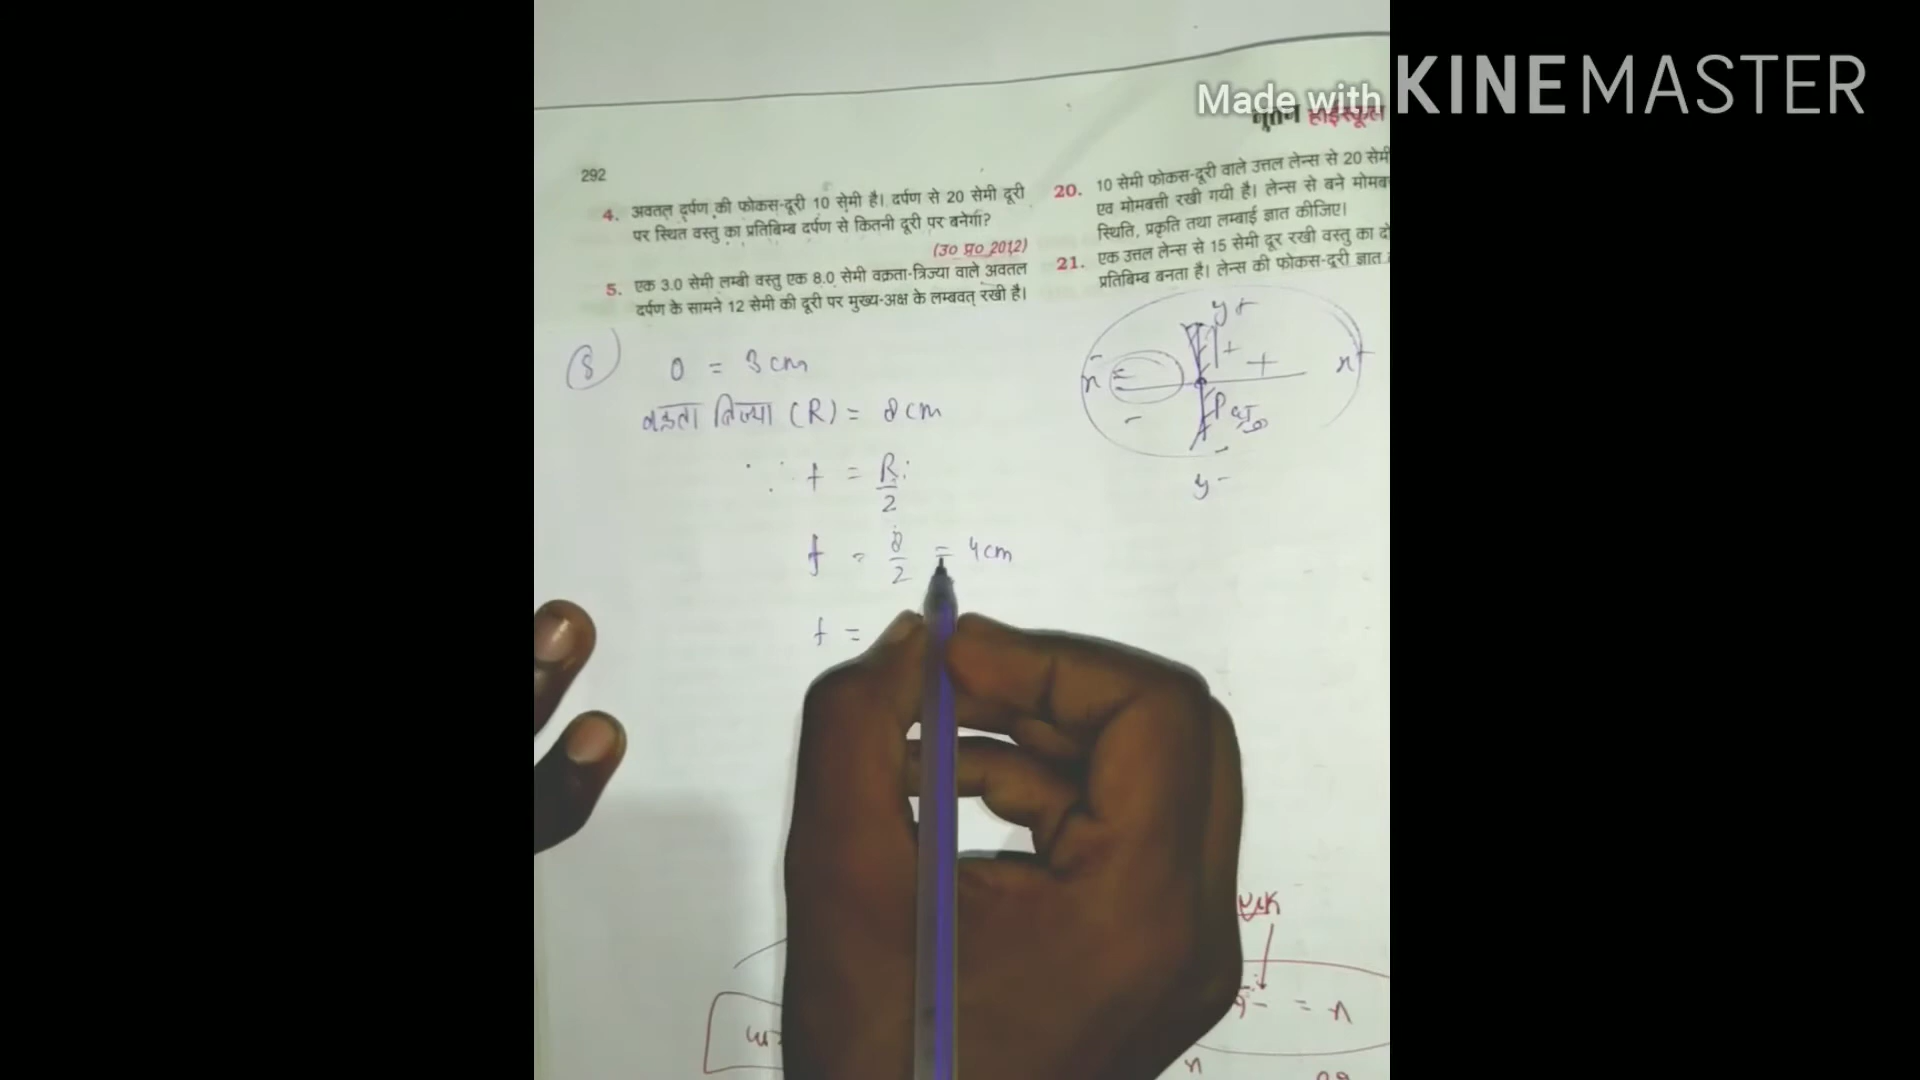 Made with KINEMASTER
नूतन हाईस्कूल
292
4. अवतल दर्पण की फोकस-दूरी 10 सेमी है। दर्पण से 20 सेमी दूरी
पर स्थित वस्तु का प्रतिबिम्ब दर्पण से कितनी दूरी पर बनेगा?
(उ० प्र० 2012)
5. एक 3.0 सेमी लम्बी वस्तु एक 8.0 सेमी वक्रता-त्रिज्या वाले अवतल
दर्पण के सामने 12 सेमी की दूरी पर मुख्य-अक्ष के लम्बवत् रखी है।
20. 10 सेमी फोकस-दूरी वाले उत्तल लेन्स से 20 सेमी
एव मोमबत्ती रखी गयी है। लेन्स से बने मोमब
स्थिति, प्रकृति तथा लम्बाई ज्ञात कीजिए।
21. एक उत्तल लेन्स से 15 सेमी दूर रखी वस्तु का दो
प्रतिबिम्ब बनता है। लेन्स की फोकस-दूरी ज्ञात
O = 3 cm
वक्रता त्रिज्या (R) = 8 cm
∵ f = R/2
f = 8/2 = 4 cm
f =
y+
+ +
x+
-
P
y-
= n
n